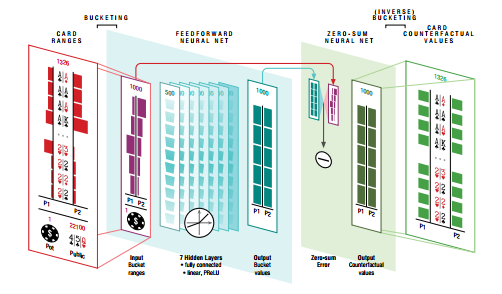 BUCKETING
(INVERSE)
BUCKETING
CARD
RANGES
FEEDFORWARD
NEURAL NET
ZERO-SUM
NEURAL NET
CARD
COUNTERFACTUAL
VALUES
1326
1000
500
1000
1000
1326
...
...
P1 P2
P1 P2
P1 P2
P1 P2
P1 P2
1
Pot
22100
Public
1
Input
Bucket
ranges
7 Hidden Layers
• fully connected
• linear, PReLU
Output
Bucket
values
Zero-sum
Error
Output
Counterfactual
values